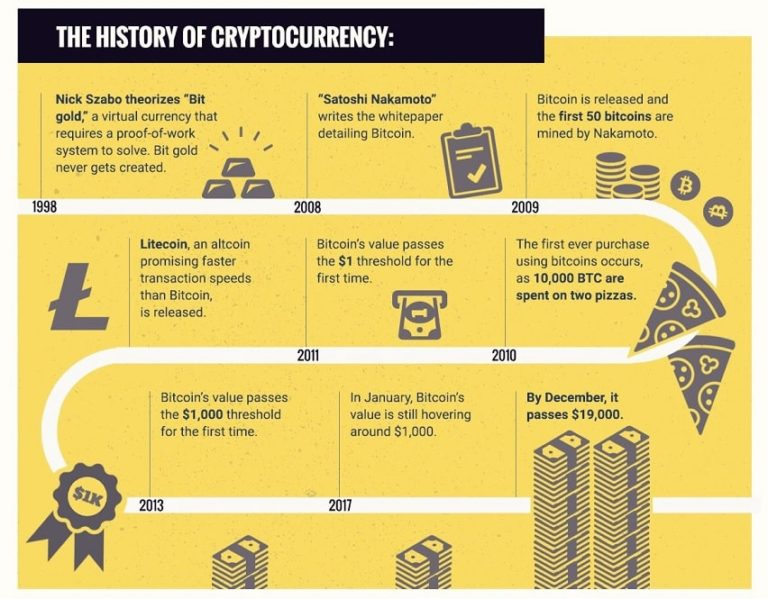 THE HISTORY OF CRYPTOCURRENCY:
Nick Szabo theorizes “Bit
gold,” a virtual currency that
requires a proof-of-work
system to solve. Bit gold
never gets created.
“Satoshi Nakamoto”
writes the whitepaper
detailing Bitcoin.
Bitcoin is released and
the first 50 bitcoins are
mined by Nakamoto.
1998
2008
2009
Litecoin, an altcoin
promising faster
transaction speeds
than Bitcoin,
is released.
Bitcoin’s value passes
the $1 threshold for the
first time.
The first ever purchase
using bitcoins occurs,
as 10,000 BTC are
spent on two pizzas.
2011
2010
Bitcoin’s value passes
the $1,000 threshold
for the first time.
In January, Bitcoin’s
value is still hovering
around $1,000.
By December, it
passes $19,000.
$1K
2013
2017